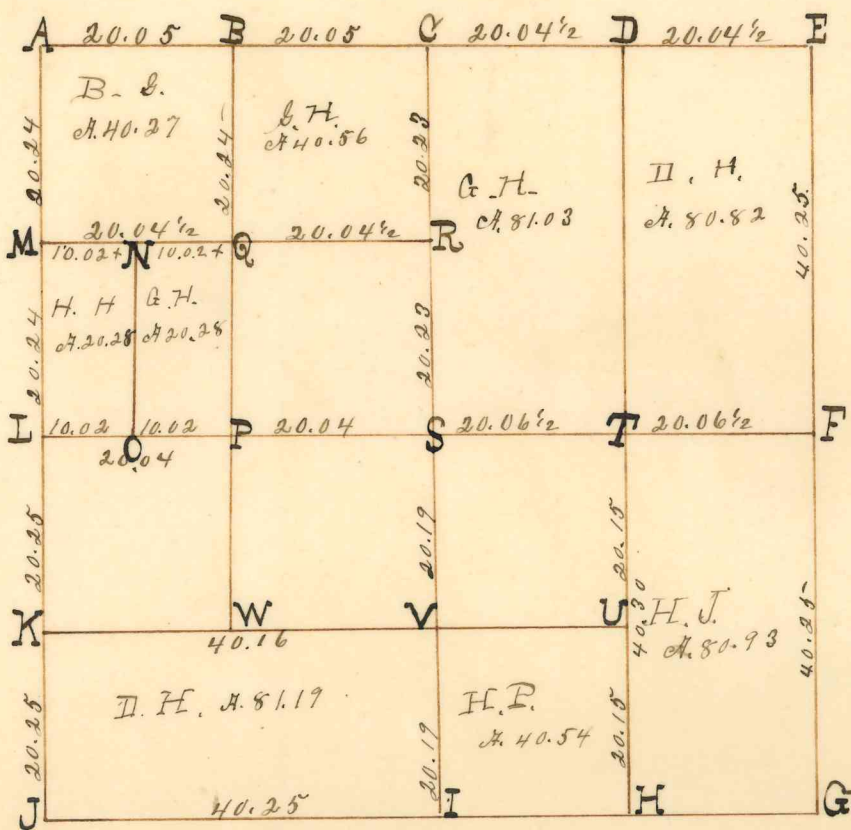 A 20.05 B 20.05 C 20.04½ D 20.04½ E
B- G.
A.40.27
G.H.
A 40.56
20.24
20.24
20.23
G-H-
A.81.03
D. H.
A. 80.82
40.25.
M 20.04½ Q 20.04½ R
10.02+ N 10.02+
H. H
A.20.28
G.H.
A 20.28
20.24
20.23
L 10.02 O 10.02 P 20.04 S 20.06½ T 20.06½ F
20.04
20.25
20.19
20.15
K W V U
40.16
40.30
H.J.
A. 80.93
40.25
D. H. A. 81.19
H.P.
A. 40.54
20.25
20.19
20.15
J 40.25 I H G